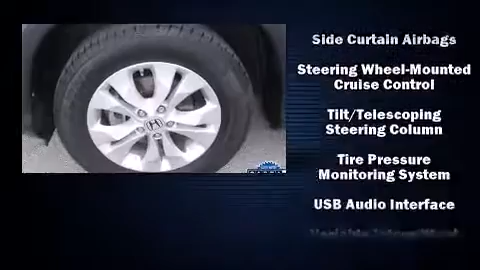 Side Curtain Airbags
Steering Wheel-Mounted
Cruise Control
Tilt/Telescoping
Steering Column
Tire Pressure
Monitoring System
USB Audio Interface